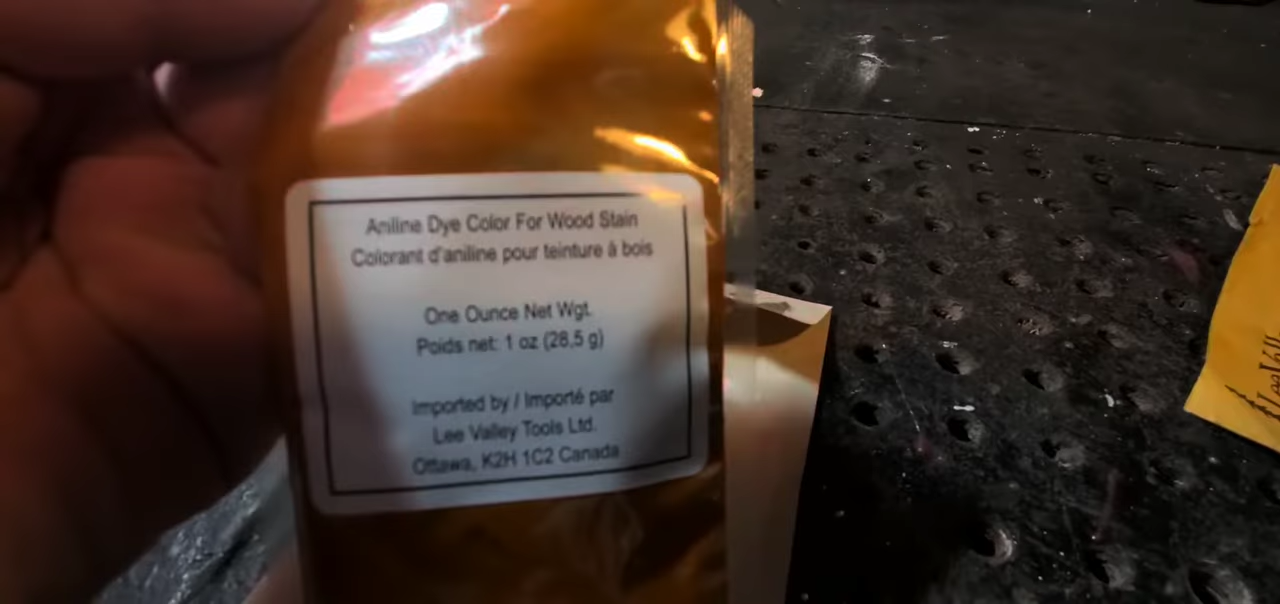 Aniline Dye Color For Wood Stain
Colorant d'aniline pour teinture à bois
One Ounce Net Wgt.
Poids net: 1 oz (28,5 g)
Imported by / Importé par
Lee Valley Tools Ltd.
Ottawa, K2H 1C2 Canada